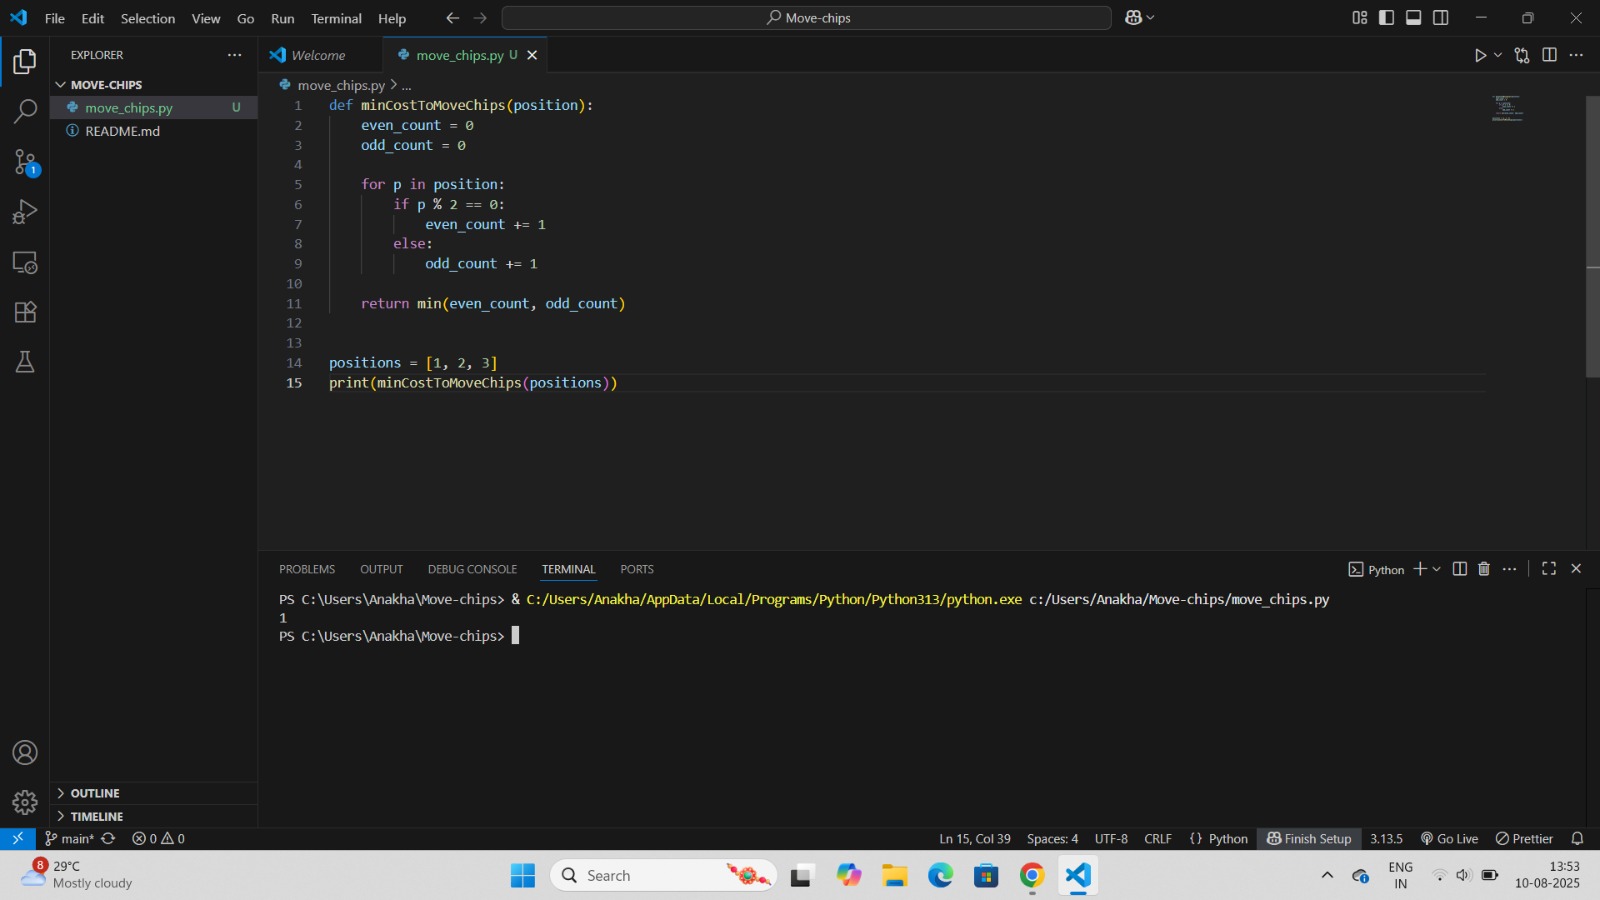 File Edit Selection View Go Run Terminal Help Move-chips
EXPLORER
MOVE-CHIPS
move_chips.py U
README.md
1
OUTLINE
TIMELINE
Welcome move_chips.py U
move_chips.py > ...
1 def minCostToMoveChips(position):
2 even_count = 0
3 odd_count = 0
4
5 for p in position:
6 if p % 2 == 0:
7 even_count += 1
8 else:
9 odd_count += 1
10
11 return min(even_count, odd_count)
12
13
14 positions = [1, 2, 3]
15 print(minCostToMoveChips(positions))
PROBLEMS OUTPUT DEBUG CONSOLE TERMINAL PORTS Python
PS C:\Users\Anakha\Move-chips> & C:/Users/Anakha/AppData/Local/Programs/Python/Python313/python.exe c:/Users/Anakha/Move-chips/move_chips.py
1
PS C:\Users\Anakha\Move-chips>
main* 0 0 Ln 15, Col 39 Spaces: 4 UTF-8 CRLF {} Python Finish Setup 3.13.5 Go Live Prettier
8 29°C
Mostly cloudy
Search
ENG
IN
13:53
10-08-2025